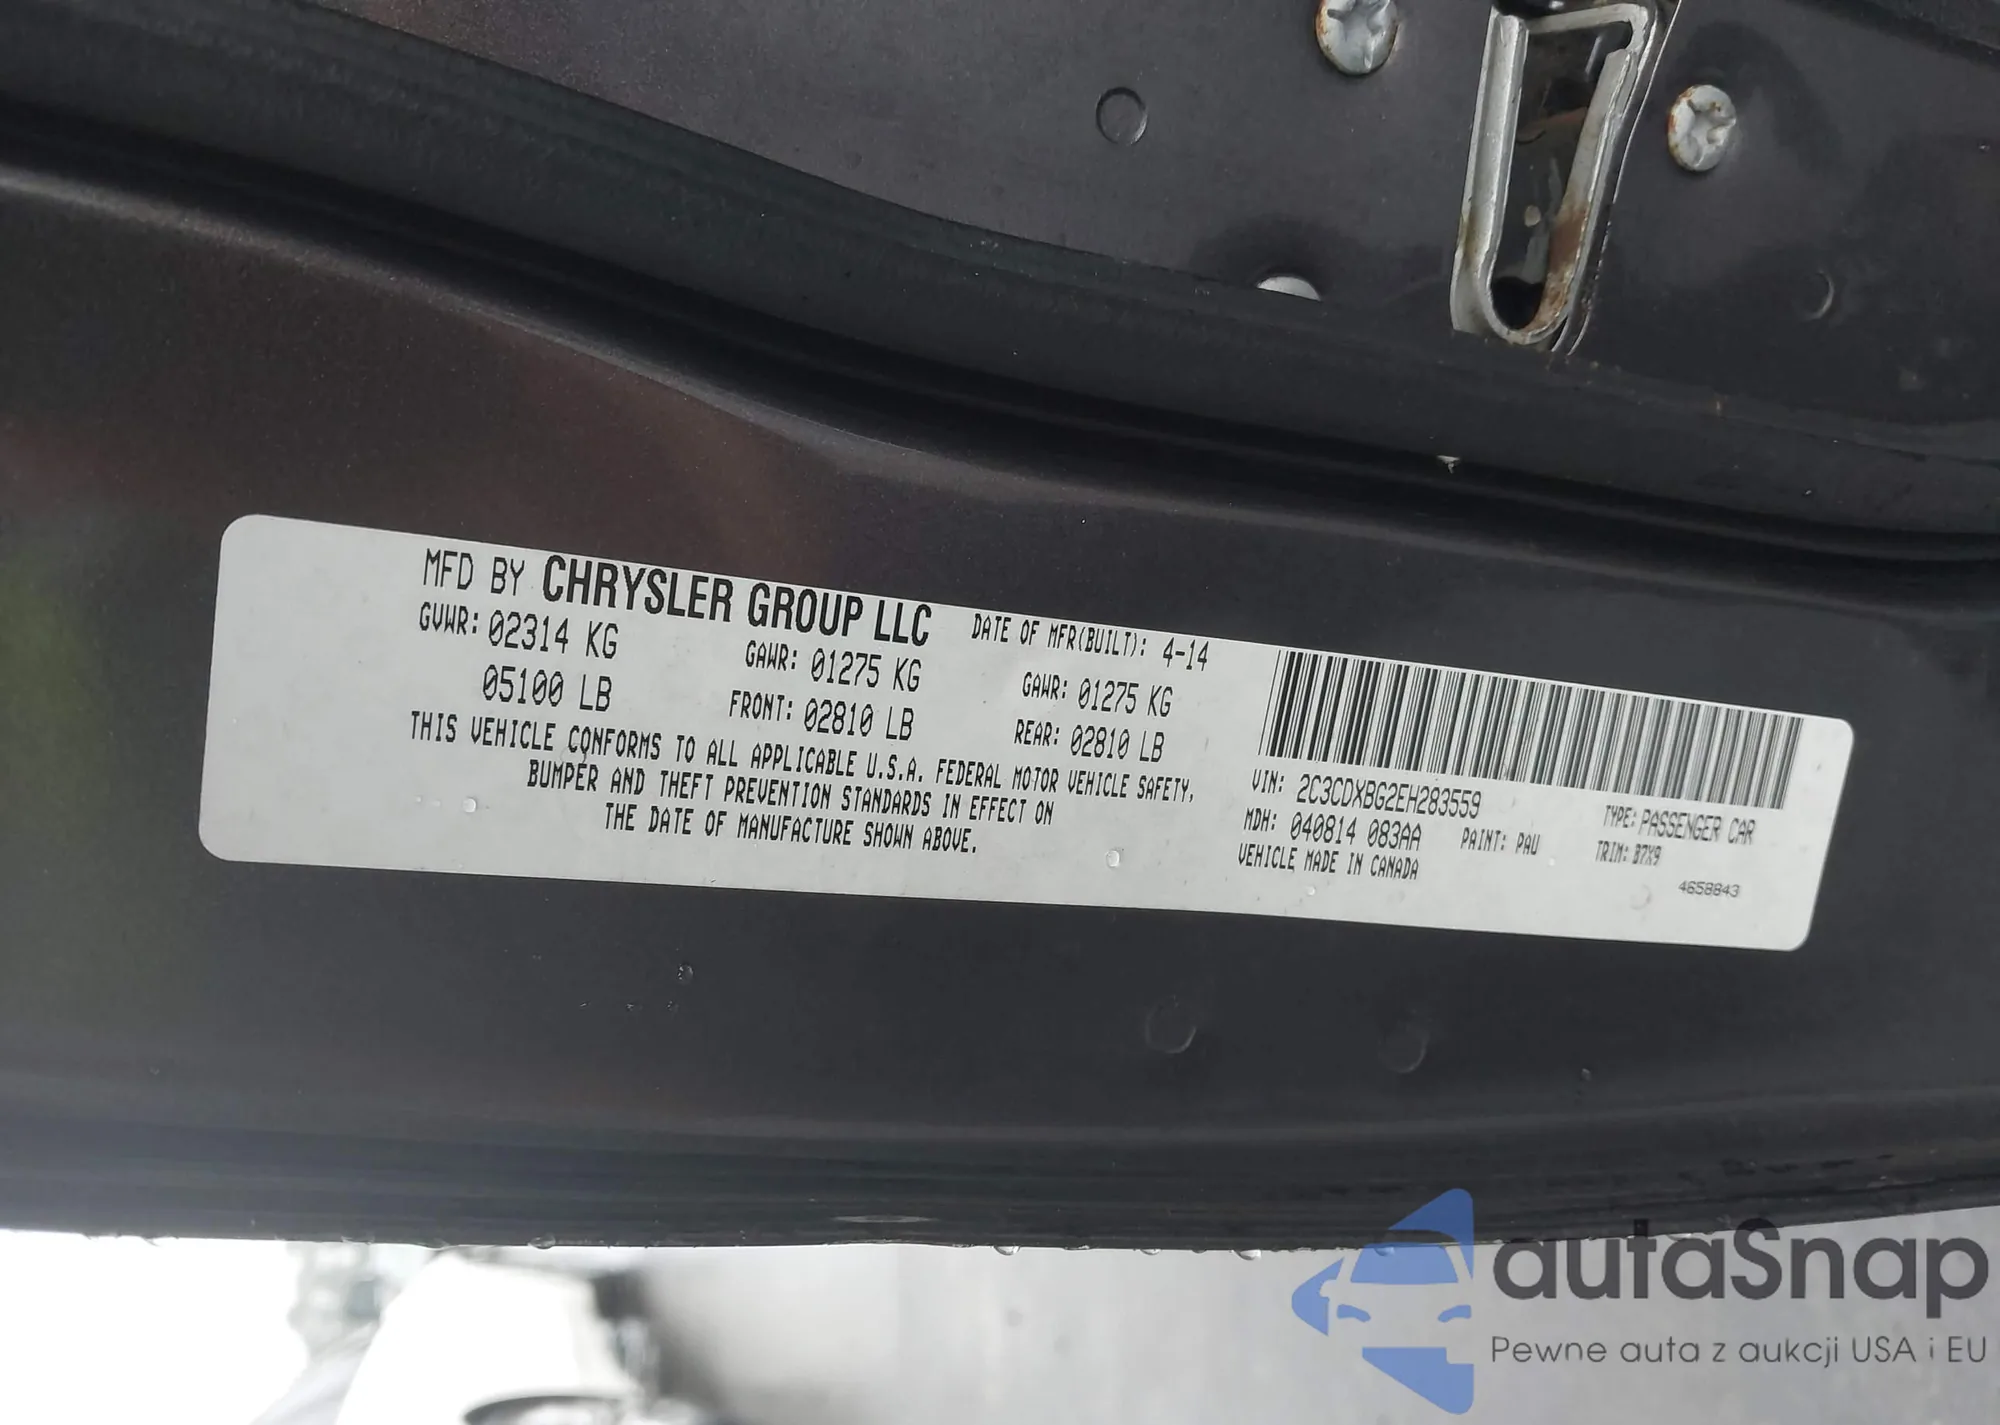 MFD BY CHRYSLER GROUP LLC DATE OF MFR(BUILT): 4-14
GVWR: 02314 KG GAWR: 01275 KG GAWR: 01275 KG
05100 LB FRONT: 02810 LB REAR: 02810 LB
THIS VEHICLE CONFORMS TO ALL APPLICABLE U.S.A. FEDERAL MOTOR VEHICLE SAFETY,
BUMPER AND THEFT PREVENTION STANDARDS IN EFFECT ON
THE DATE OF MANUFACTURE SHOWN ABOVE.
VIN: 2C3CDXBG2EH283559 TYPE: PASSENGER CAR
MDH: 040814 083AA PAINT: PAU TRIM: B7X9
VEHICLE MADE IN CANADA 4658843
autaSnap
Pewne auta z aukcji USA i EU